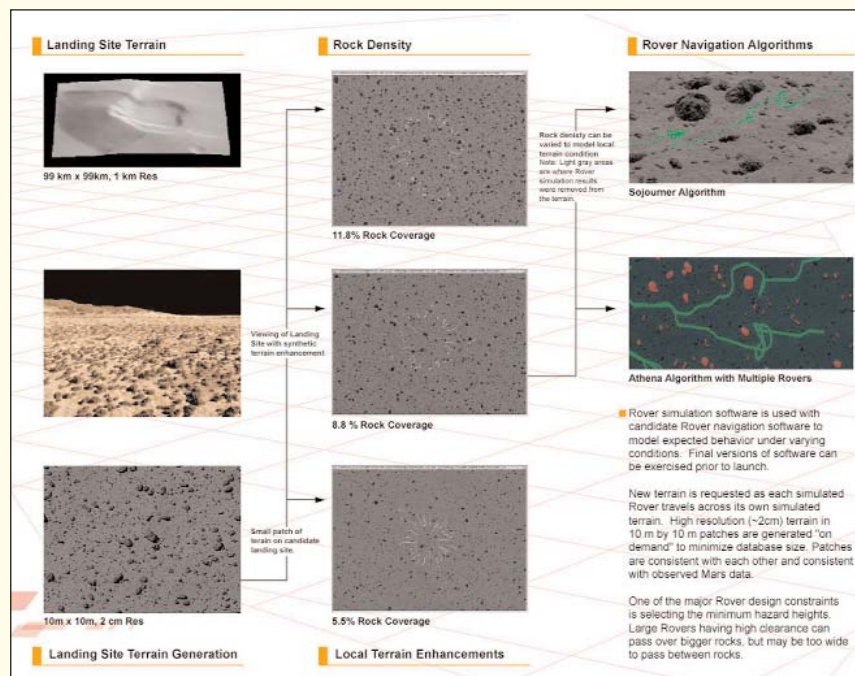 Landing Site Terrain
99 km x 99km, 1 km Res
Viewing of Landing
Site with synthetic
terrain enhancement
Small patch of
terain on candidate
landing site.
10m x 10m, 2 cm Res
Landing Site Terrain Generation
Rock Density
11.8% Rock Coverage
8.8 % Rock Coverage
5.5% Rock Coverage
Local Terrain Enhancements
Rock denisty can be
varied to model local
terrain condition
Note: Light gray areas
are where Rover
simulation results
were removed from
the terrain.
Rover Navigation Algorithms
Sojourner Algorithm
Athena Algorithm with Multiple Rovers
Rover simulation software is used with
candidate Rover navigation software to
model expected behavior under varying
conditions. Final versions of software can
be exercised prior to launch.
New terrain is requested as each simulated
Rover travels across its own simulated
terrain. High resolution (~2cm) terrain in
10 m by 10 m patches are generated "on
demand" to minimize database size. Patches
are consistent with each other and consistent
with observed Mars data.
One of the major Rover design constraints
is selecting the minimum hazard heights.
Large Rovers having high clearance can
pass over bigger rocks, but may be too wide
to pass between rocks.